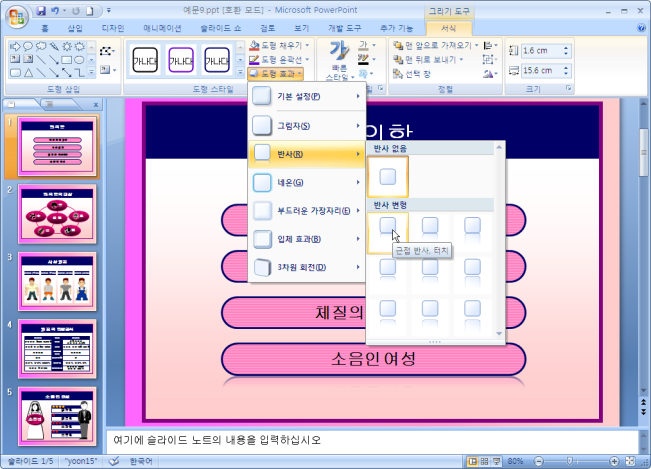 예문9.ppt [호환 모드] - Microsoft PowerPoint
그리기 도구
홈 삽입 디자인 애니메이션 슬라이드 쇼 검토 보기 개발 도구 추가 기능 서식
가나다 가나다 가나다
도형 채우기
도형 윤곽선
도형 효과
빠른 스타일
맨 앞으로 가져오기
맨 뒤로 보내기
선택 창
1.6 cm
15.6 cm
도형 삽입 도형 스타일 정렬 크기
기본 설정(P)
그림자(S)
반사(R)
네온(G)
부드러운 가장자리(E)
입체 효과(B)
3차원 회전(D)
반사 없음
반사 변형
근접 반사, 터치
1
2
3
4
5
체질의
소음인 여성
여기에 슬라이드 노트의 내용을 입력하십시오
슬라이드 1/5 "yoon15" 한국어 80%